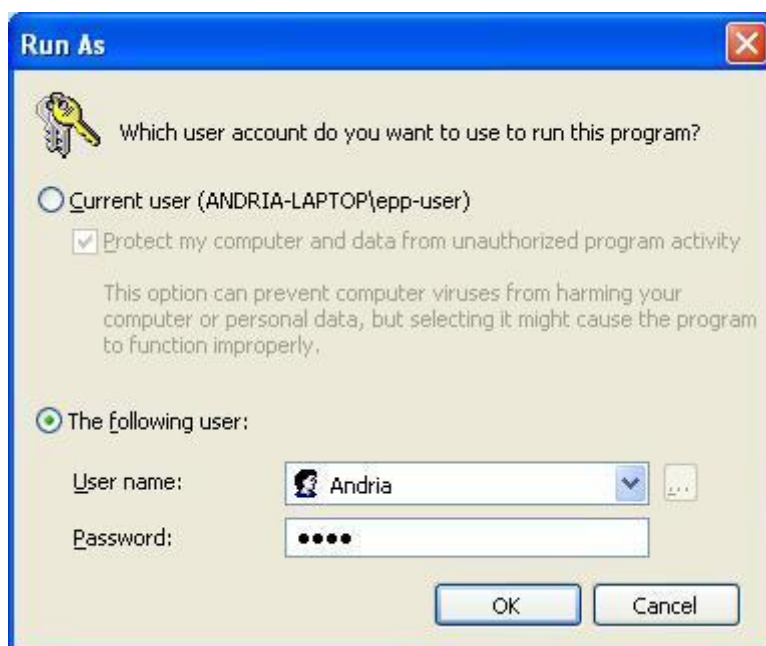 Run As
Which user account do you want to use to run this program?
Current user (ANDRIA-LAPTOP\epp-user)
Protect my computer and data from unauthorized program activity
This option can prevent computer viruses from harming your
computer or personal data, but selecting it might cause the program
to function improperly.
The following user:
User name:
Andria
...
Password:
••••
OK
Cancel